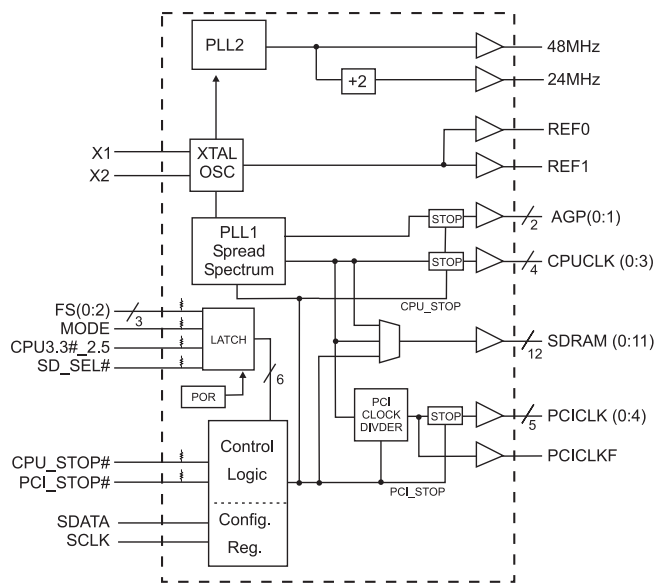 PLL2
48MHz
+2
24MHz
REF0
X1
XTAL
OSC
REF1
X2
PLL1
Spread
Spectrum
STOP
AGP(0:1)
2
STOP
CPUCLK (0:3)
4
CPU_STOP
FS(0:2)
3
MODE
CPU3.3#_2.5
SD_SEL#
LATCH
SDRAM (0:11)
12
6
POR
PCI
CLOCK
DIVDER
STOP
PCICLK (0:4)
5
PCICLKF
PCI_STOP
CPU_STOP#
PCI_STOP#
Control
Logic
SDATA
SCLK
Config.
Reg.